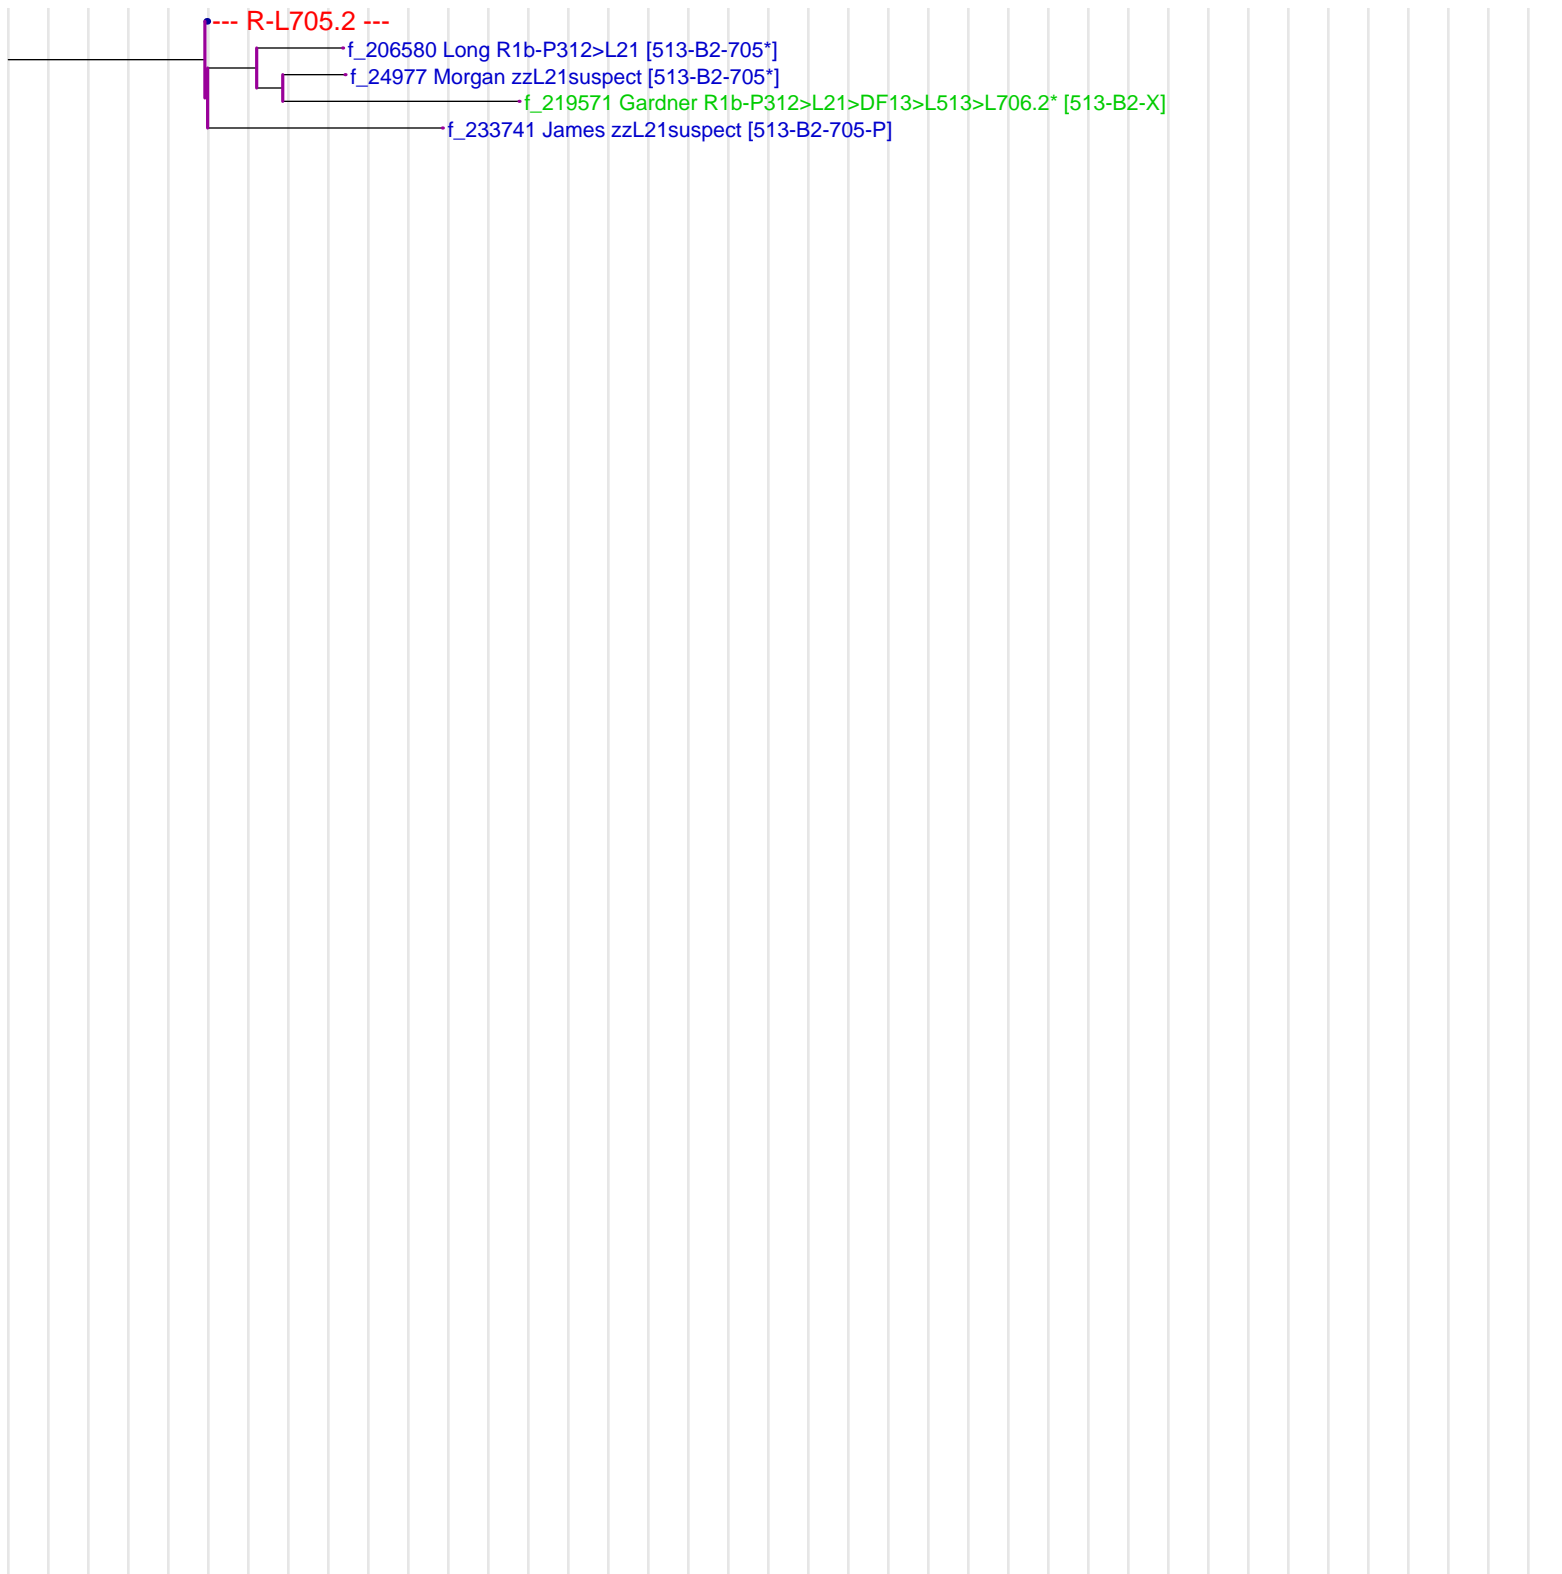 --- R-L705.2 ---
f_206580 Long R1b-P312>L21 [513-B2-705*]
f_24977 Morgan zzL21suspect [513-B2-705*]
f_219571 Gardner R1b-P312>L21>DF13>L513>L706.2* [513-B2-X]
f_233741 James zzL21suspect [513-B2-705-P]